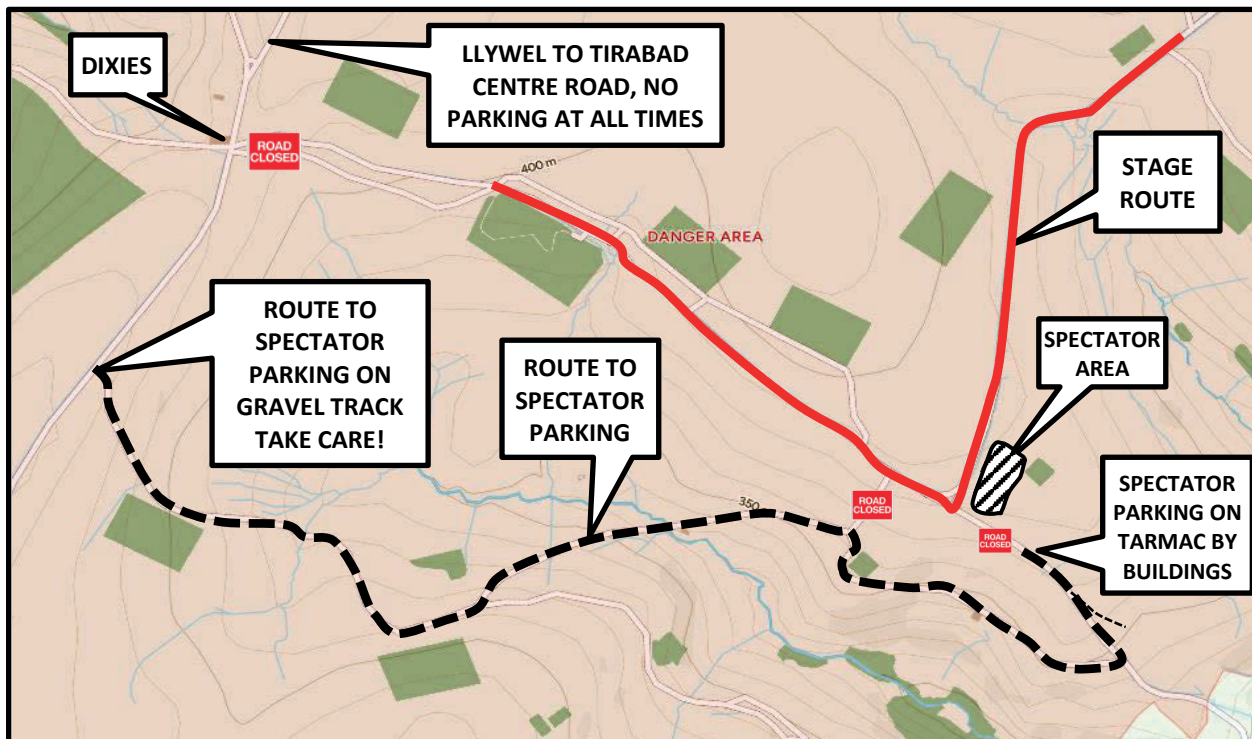 DIXIES
LLYWEL TO TIRABAD
CENTRE ROAD, NO
PARKING AT ALL TIMES
ROAD
CLOSED
400 m
STAGE
ROUTE
DANGER AREA
ROUTE TO
SPECTATOR
PARKING ON
GRAVEL TRACK
TAKE CARE!
ROUTE TO
SPECTATOR
PARKING
SPECTATOR
AREA
350
ROAD
CLOSED
ROAD
CLOSED
SPECTATOR
PARKING ON
TARMAC BY
BUILDINGS